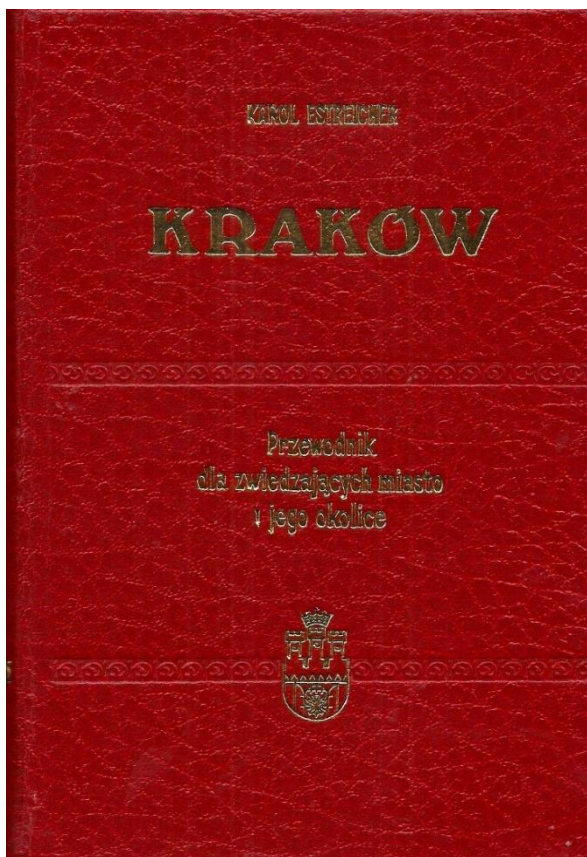 KAROL ESTREICHER
KRAKÓW
Przewodnik
dla zwiedzających miasto
i jego okolice